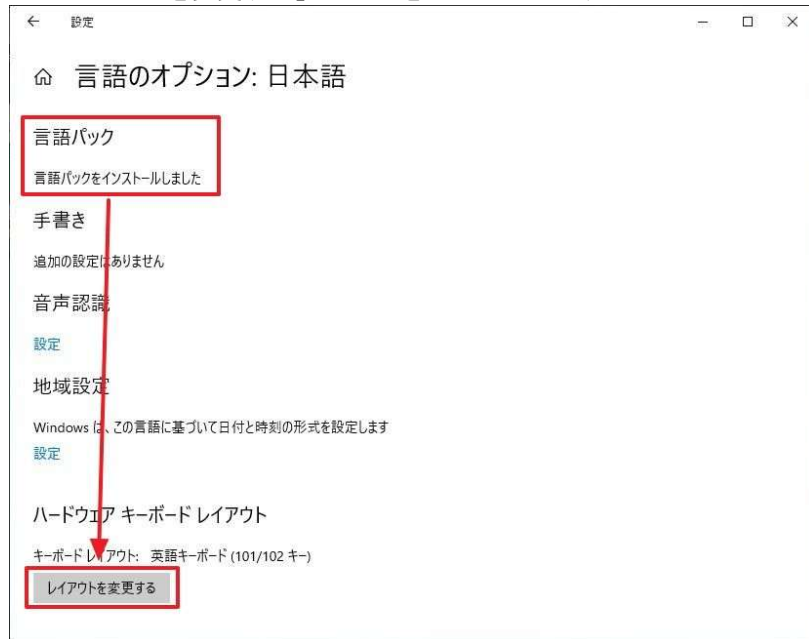 設定
言語のオプション: 日本語
言語パック
言語パックをインストールしました
手書き
追加の設定はありません
音声認識
設定
地域設定
Windows は、この言語に基づいて日付と時刻の形式を設定します
設定
ハードウェア キーボード レイアウト
キーボード レイアウト: 英語キーボード (101/102 キー)
レイアウトを変更する